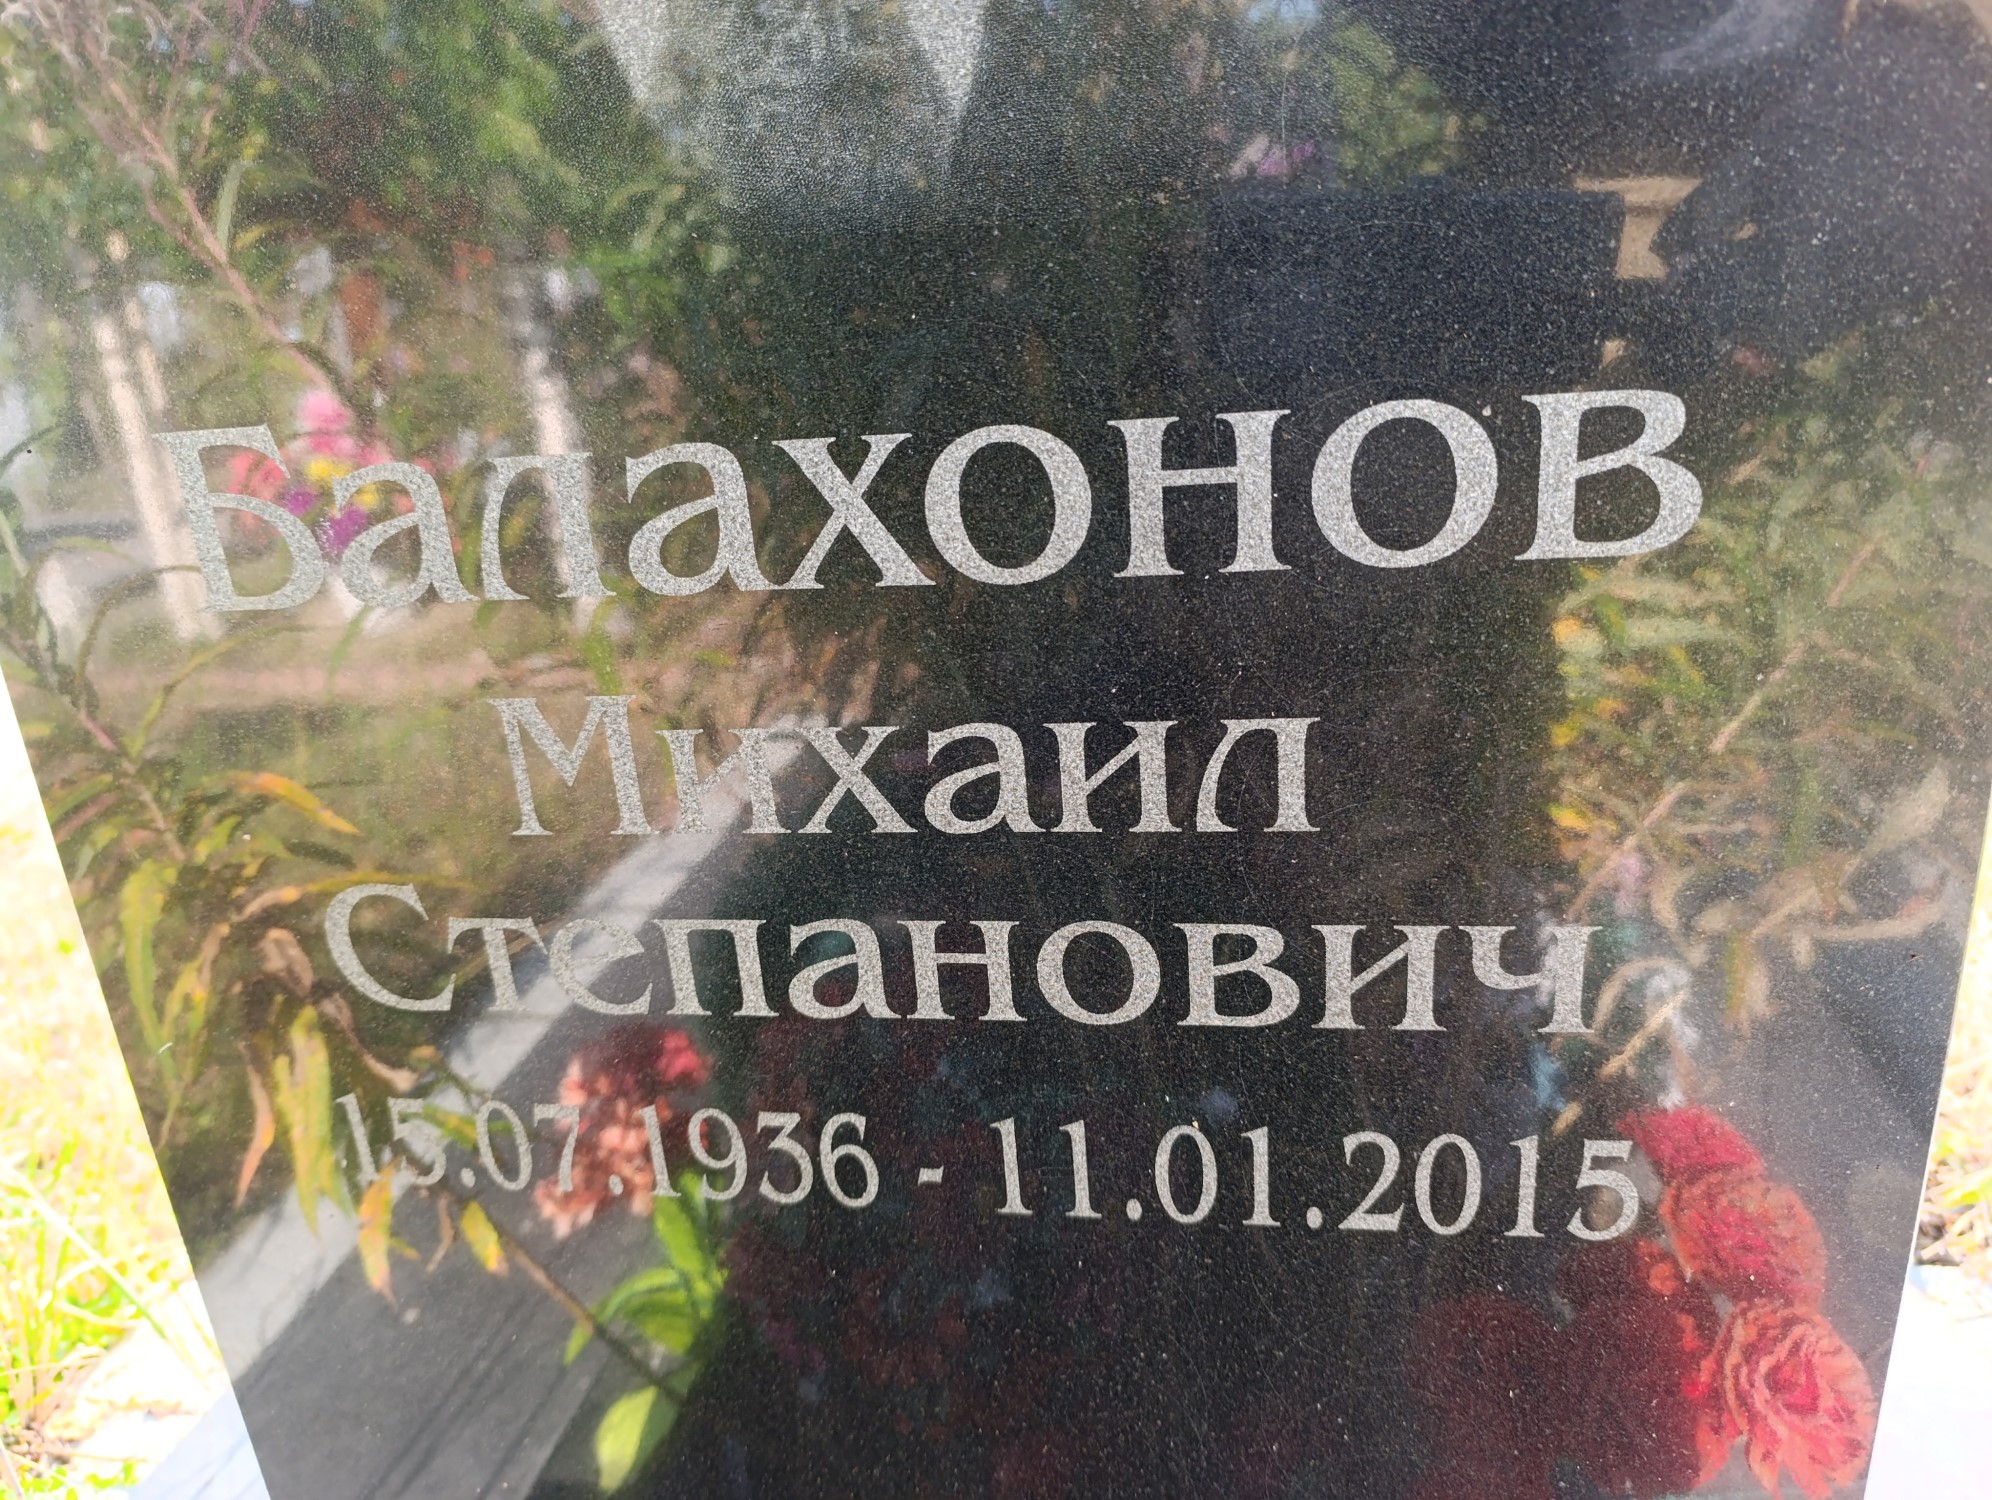 Балахонов
Михаил
Степанович
15.07.1936 - 11.01.2015